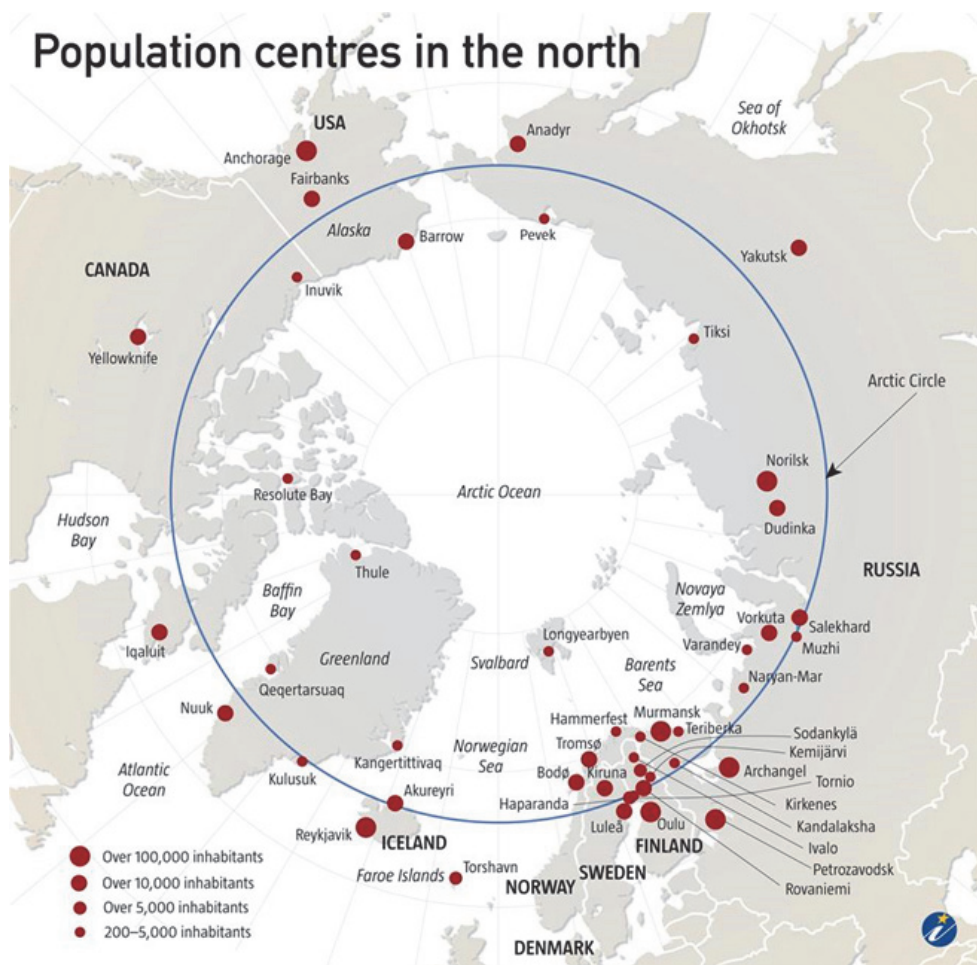 Population centres in the north
Sea of
Okhotsk
USA
Anadyr
Anchorage
Fairbanks
Alaska
Barrow
Pevek
Yakutsk
CANADA
Inuvik
Tiksi
Yellowknife
Arctic Circle
Norilsk
Resolute Bay
Arctic Ocean
Dudinka
Hudson
Bay
Thule
RUSSIA
Baffin
Bay
Novaya
Zemlya
Vorkuta
Salekhard
Iqaluit
Longyearbyen
Varandey
Muzhi
Greenland
Svalbard
Barents
Sea
Qeqertarsuaq
Naryan-Mar
Nuuk
Hammerfest
Murmansk
Teriberka
Sodankylä
Norwegian
Sea
Tromsø
Kemijärvi
Kangertittivaq
Atlantic
Ocean
Kulusuk
Bodø
Kiruna
Archangel
Tornio
Akureyri
Haparanda
Kirkenes
Reykjavik
ICELAND
Luleå
Oulu
Kandalaksha
FINLAND
Ivalo
Over 100,000 inhabitants
Faroe Islands
Torshavn
SWEDEN
Petrozavodsk
Over 10,000 inhabitants
NORWAY
Rovaniemi
Over 5,000 inhabitants
200–5,000 inhabitants
DENMARK
i